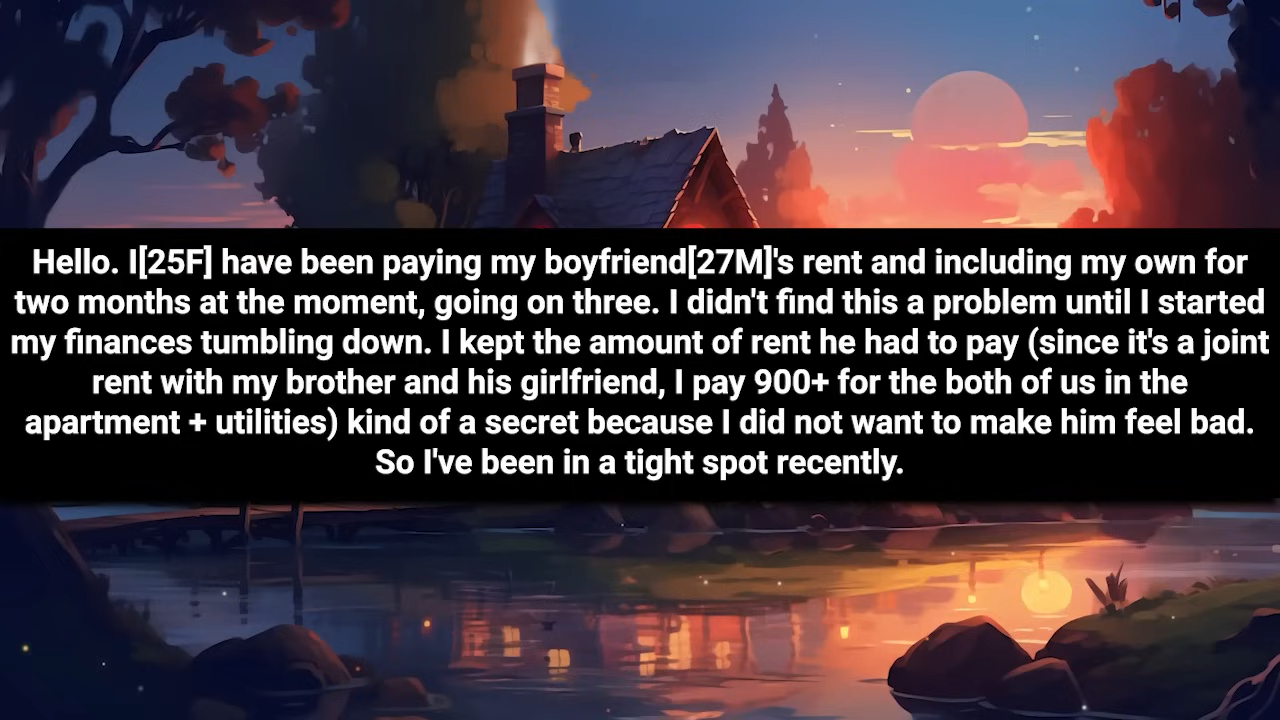 Hello. I[25F] have been paying my boyfriend[27M]'s rent and including my own for
two months at the moment, going on three. I didn't find this a problem until I started
my finances tumbling down. I kept the amount of rent he had to pay (since it's a joint
rent with my brother and his girlfriend, I pay 900+ for the both of us in the
apartment + utilities) kind of a secret because I did not want to make him feel bad.
So I've been in a tight spot recently.